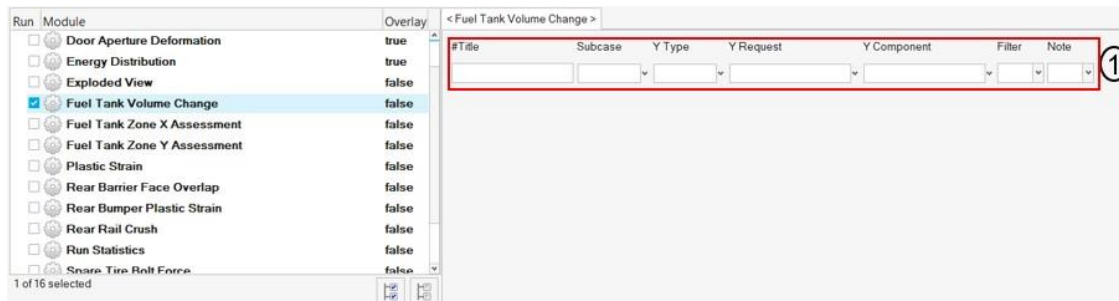 Run Module Overlay
Door Aperture Deformation true
Energy Distribution true
Exploded View false
Fuel Tank Volume Change false
Fuel Tank Zone X Assessment false
Fuel Tank Zone Y Assessment false
Plastic Strain false
Rear Barrier Face Overlap false
Rear Bumper Plastic Strain false
Rear Rail Crush false
Run Statistics false
Spare Tire Bolt Force false
1 of 16 selected
< Fuel Tank Volume Change >
#Title Subcase Y Type Y Request Y Component Filter Note
1